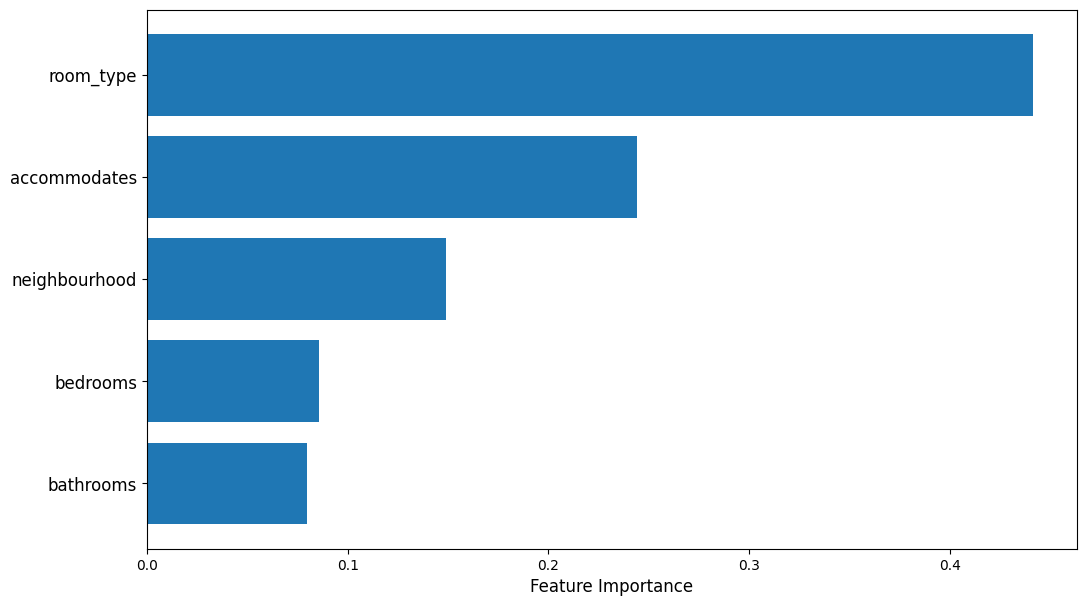 room_type
accommodates
neighbourhood
bedrooms
bathrooms
0.0 0.1 0.2 0.3 0.4
Feature Importance